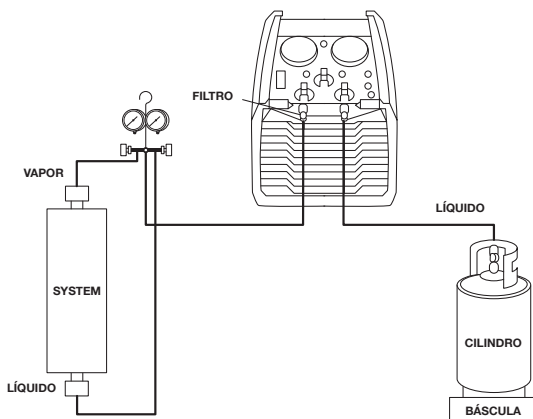 FILTRO
VAPOR
LÍQUIDO
SYSTEM
CILINDRO
LÍQUIDO
BÁSCULA